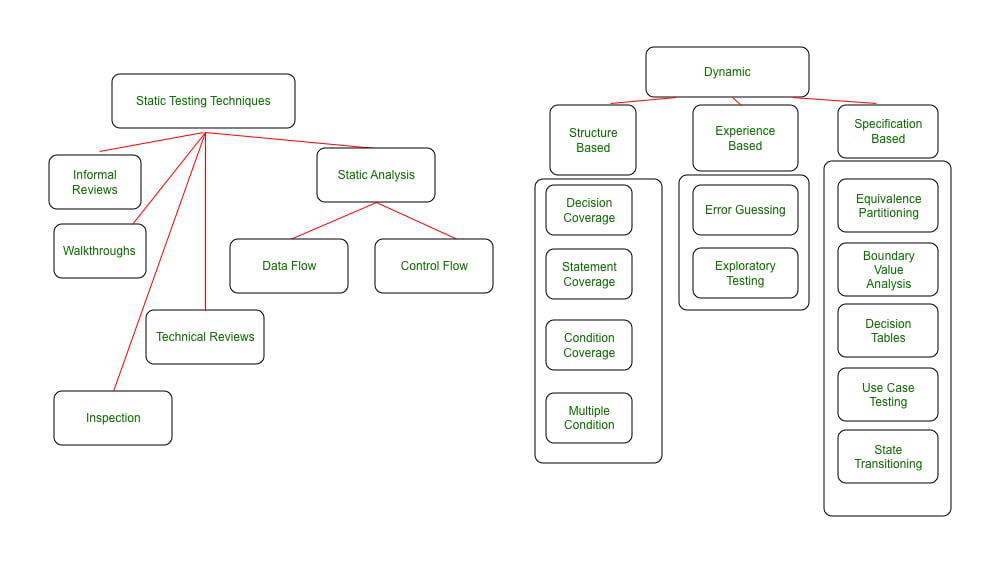 Static Testing Techniques
Informal
Reviews
Walkthroughs
Static Analysis
Data Flow
Control Flow
Technical Reviews
Inspection
Dynamic
Structure
Based
Decision
Coverage
Statement
Coverage
Condition
Coverage
Multiple
Condition
Experience
Based
Error Guessing
Exploratory
Testing
Specification
Based
Equivalence
Partitioning
Boundary
Value
Analysis
Decision
Tables
Use Case
Testing
State
Transitioning